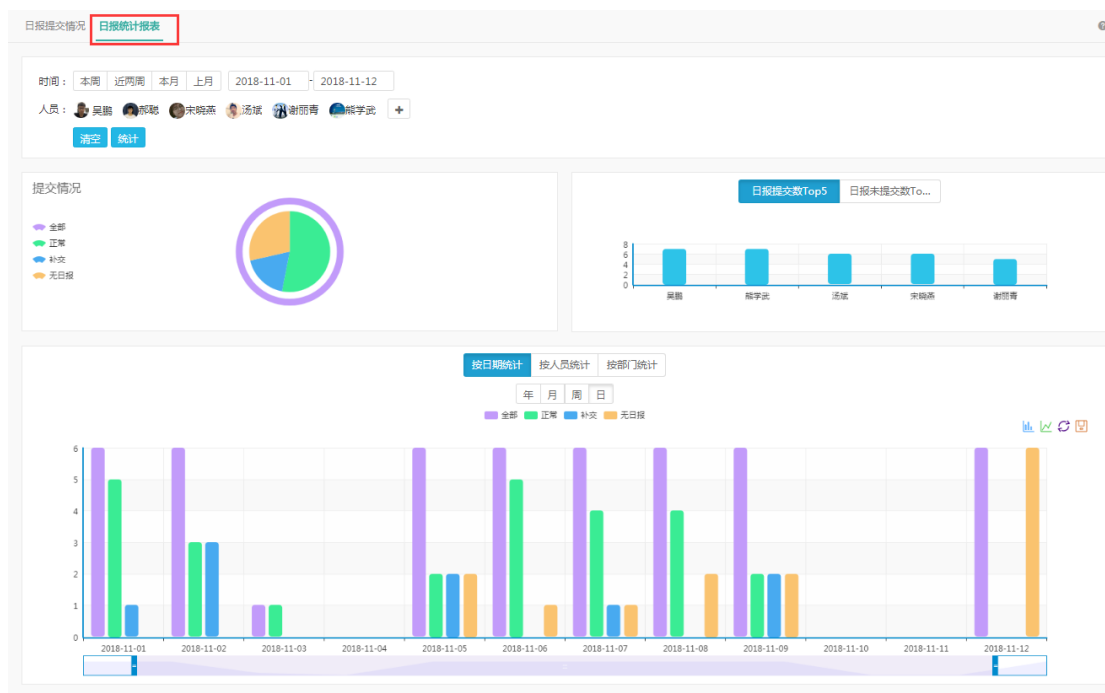 日报提交情况 日报统计报表
时间： 本周 近两周 本月 上月 2018-11-01 - 2018-11-12
人员： 吴鹏 郝聪 宋晓燕 汤斌 谢丽青 熊学武 +
清空 统计
提交情况
全部
正常
补交
无日报
日报提交数Top5 日报未提交数To...
8
6
4
2
0
吴鹏 熊学武 汤斌 宋晓燕 谢丽青
按日期统计 按人员统计 按部门统计
年 月 周 日
全部 正常 补交 无日报
6
5
4
3
2
1
0
2018-11-01 2018-11-02 2018-11-03 2018-11-04 2018-11-05 2018-11-06 2018-11-07 2018-11-08 2018-11-09 2018-11-10 2018-11-11 2018-11-12